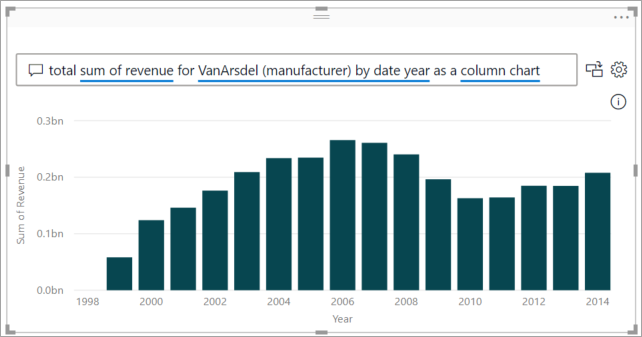 total sum of revenue for VanArsdel (manufacturer) by date year as a column chart
0.3bn
0.2bn
0.1bn
0.0bn
Sum of Revenue
1998 2000 2002 2004 2006 2008 2010 2012 2014
Year